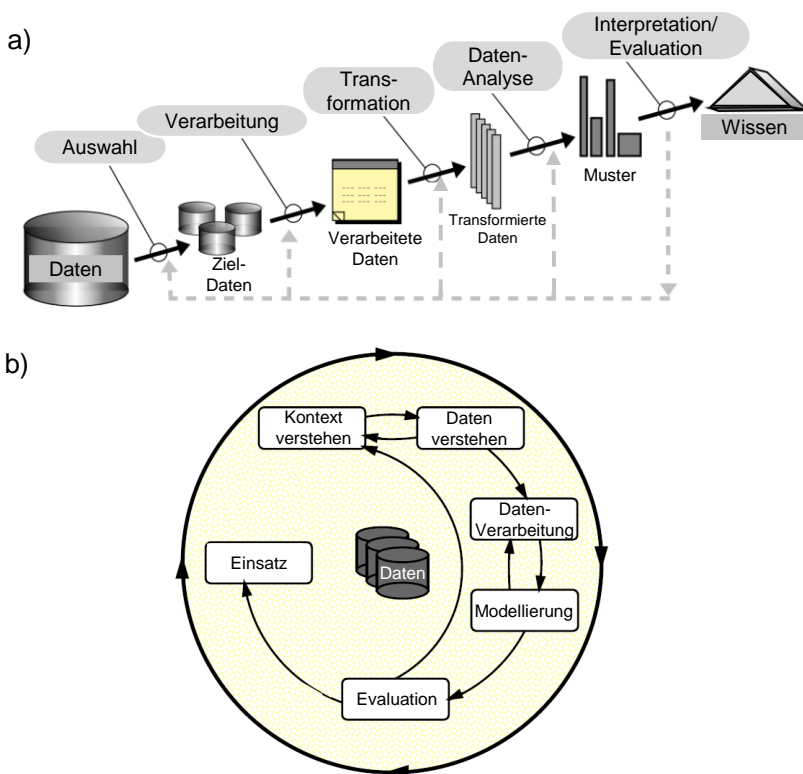 a)
Interpretation/
Evaluation
Daten-
Analyse
Trans-
formation
Verarbeitung
Auswahl
Wissen
Muster
Transformierte
Daten
Verarbeitete
Daten
Ziel-
Daten
Daten
b)
Kontext
verstehen
Daten
verstehen
Daten-
Verarbeitung
Einsatz
Daten
Modellierung
Evaluation